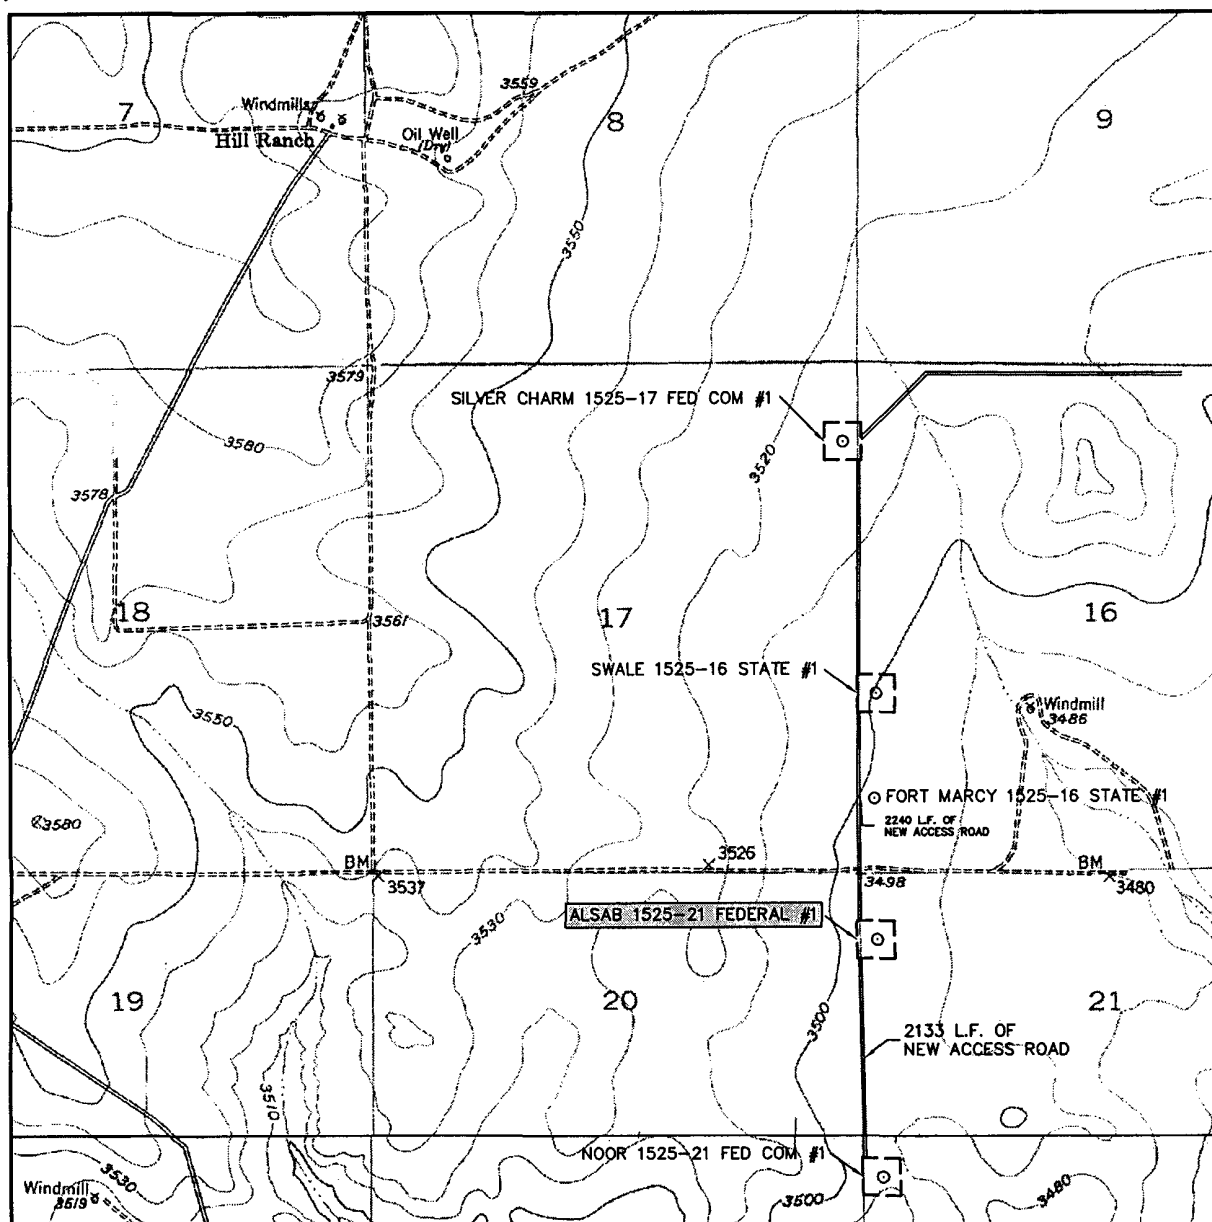 7
Windmills
3559
8
9
Hill Ranch
Oil Well
(Dry)
3550
3579
SILVER CHARM 1525-17 FED COM #1
3580
3520
3578
18
3561
17
16
SWALE 1525-16 STATE #1
3550
Windmill
3486
FORT MARCY 1525-16 STATE #1
2240 L.F. OF
NEW ACCESS ROAD
3580
BM
3526
BM
3537
3498
3480
ALSAB 1525-21 FEDERAL #1
3530
19
20
21
3500
2133 L.F. OF
NEW ACCESS ROAD
3510
NOOR 1525-21 FED COM #1
3530
Windmill
3519
3500
3480